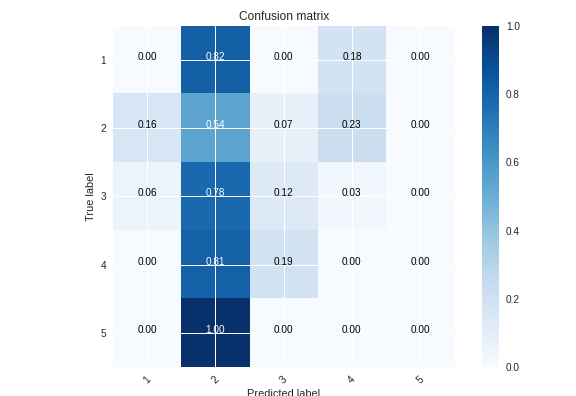 Confusion matrix
1 0.00 0.82 0.00 0.18 0.00
2 0.16 0.54 0.07 0.23 0.00
3 0.06 0.78 0.12 0.03 0.00
4 0.00 0.81 0.19 0.00 0.00
5 0.00 1.00 0.00 0.00 0.00
1 2 3 4 5
True label
Predicted label
1.0
0.8
0.6
0.4
0.2
0.0